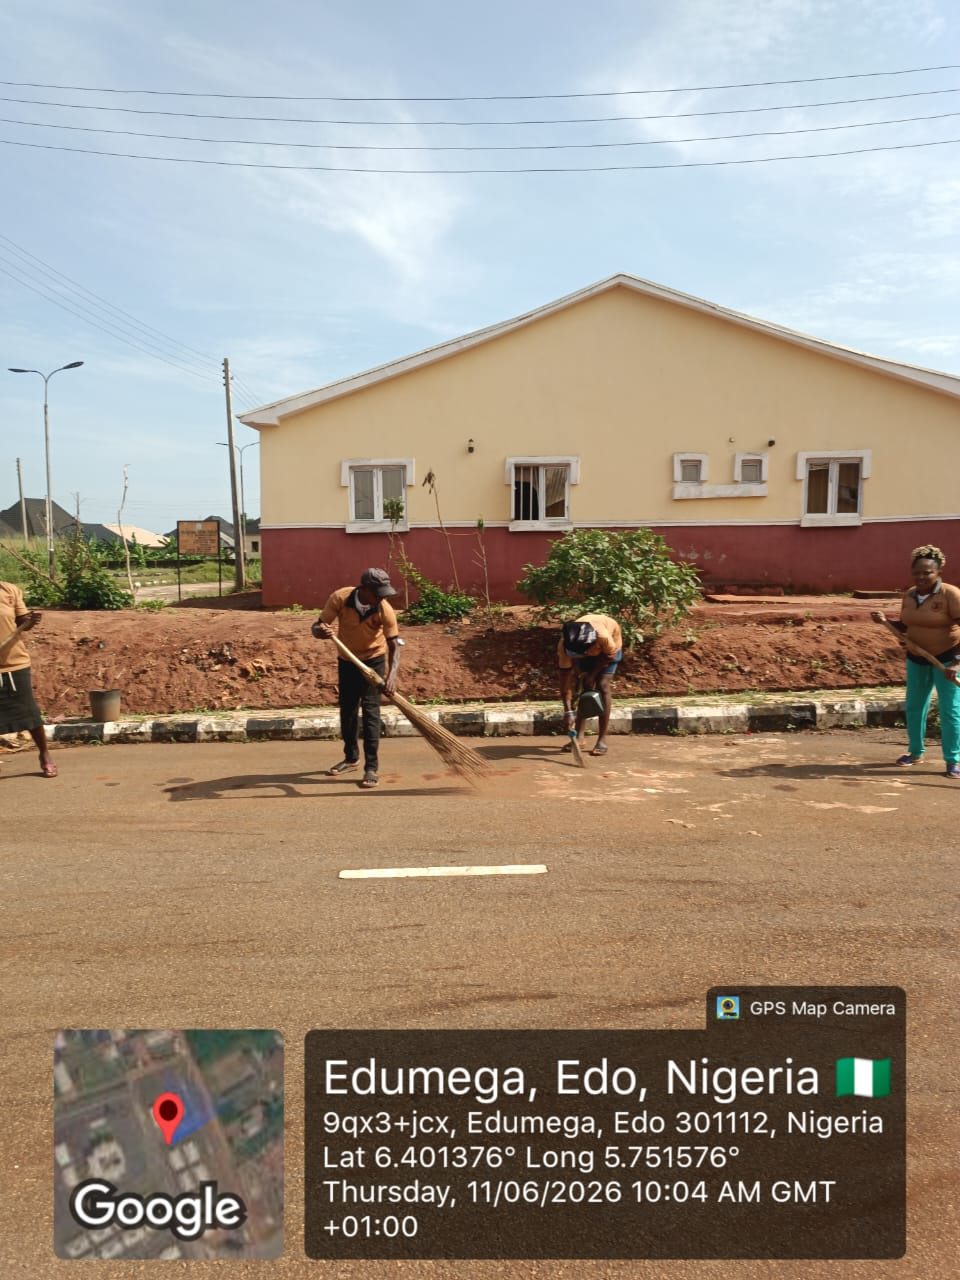 GPS Map Camera
Edumega, Edo, Nigeria 🇳🇬
9qx3+jcx, Edumega, Edo 301112, Nigeria
Lat 6.401376° Long 5.751576°
Thursday, 11/06/2026 10:04 AM GMT
+01:00
Google